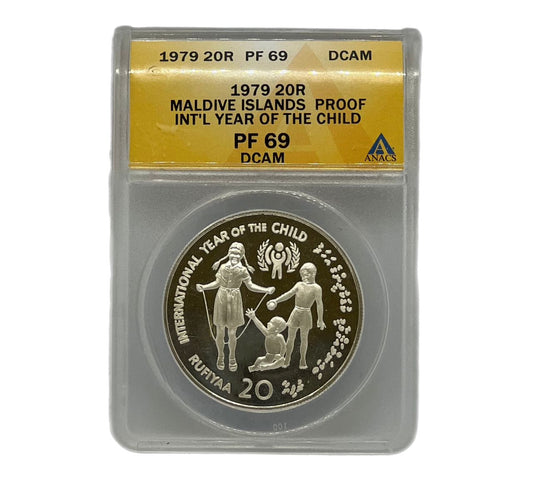 1979 20R PF 69 DCAM
1979 20R
MALDIVE ISLANDS PROOF
INT'L YEAR OF THE CHILD
PF 69
DCAM
ANACS
INTERNATIONAL YEAR OF THE CHILD
RUFIYAA 20